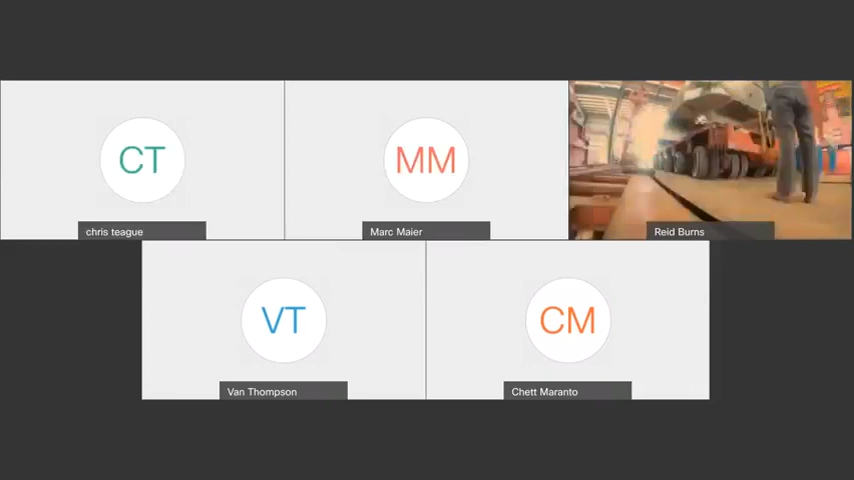 CT
MM
chris teague
Marc Maier
Reid Burns
VT
CM
Van Thompson
Chett Maranto